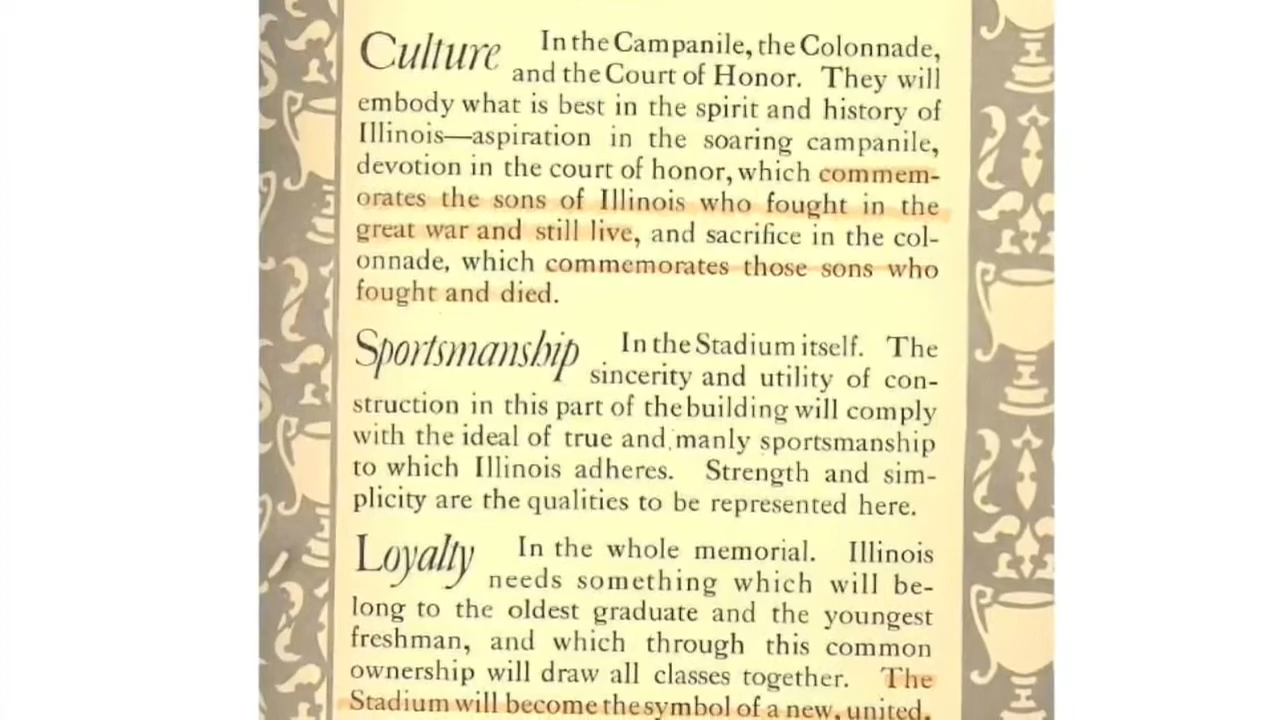 Culture In the Campanile, the Colonnade,
and the Court of Honor. They will
embody what is best in the spirit and history of
Illinois—aspiration in the soaring campanile,
devotion in the court of honor, which commem-
orates the sons of Illinois who fought in the
great war and still live, and sacrifice in the col-
onnade, which commemorates those sons who
fought and died.
Sportsmanship In the Stadium itself. The
sincerity and utility of con-
struction in this part of the building will comply
with the ideal of true and manly sportsmanship
to which Illinois adheres. Strength and sim-
plicity are the qualities to be represented here.
Loyalty In the whole memorial. Illinois
needs something which will be-
long to the oldest graduate and the youngest
freshman, and which through this common
ownership will draw all classes together. The
Stadium will become the symbol of a new, united,